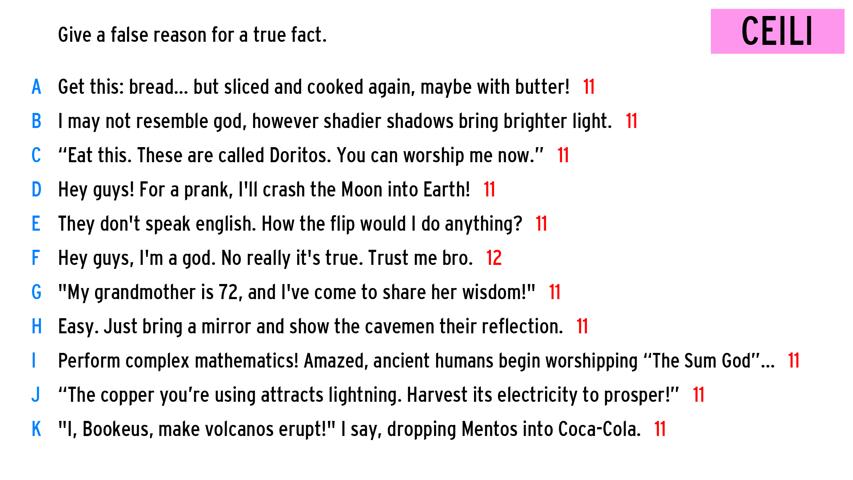 Give a false reason for a true fact.
CEILI
A Get this: bread... but sliced and cooked again, maybe with butter! 11
B I may not resemble god, however shadier shadows bring brighter light. 11
C “Eat this. These are called Doritos. You can worship me now.” 11
D Hey guys! For a prank, I'll crash the Moon into Earth! 11
E They don't speak english. How the flip would I do anything? 11
F Hey guys, I'm a god. No really it's true. Trust me bro. 12
G "My grandmother is 72, and I've come to share her wisdom!" 11
H Easy. Just bring a mirror and show the cavemen their reflection. 11
I Perform complex mathematics! Amazed, ancient humans begin worshipping “The Sum God”... 11
J “The copper you’re using attracts lightning. Harvest its electricity to prosper!” 11
K "I, Bookeus, make volcanos erupt!" I say, dropping Mentos into Coca-Cola. 11